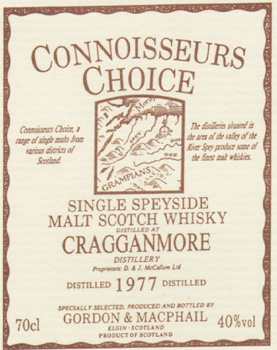 CONNOISSEURS
CHOICE
Connoisseurs Choice, a
range of single malts from
various districts of
Scotland.
The distilleries situated in
the area of the valley of the
River Spey produce some of
the finest malt whiskies.
GRAMPIANS
SINGLE SPEYSIDE
MALT SCOTCH WHISKY
DISTILLED AT
CRAGGANMORE
DISTILLERY
Proprietors: D. & J. McCallum Ltd
DISTILLED 1977 DISTILLED
SPECIALLY SELECTED, PRODUCED AND BOTTLED BY
70cl GORDON & MACPHAIL 40%vol
ELGIN · SCOTLAND
PRODUCT OF SCOTLAND